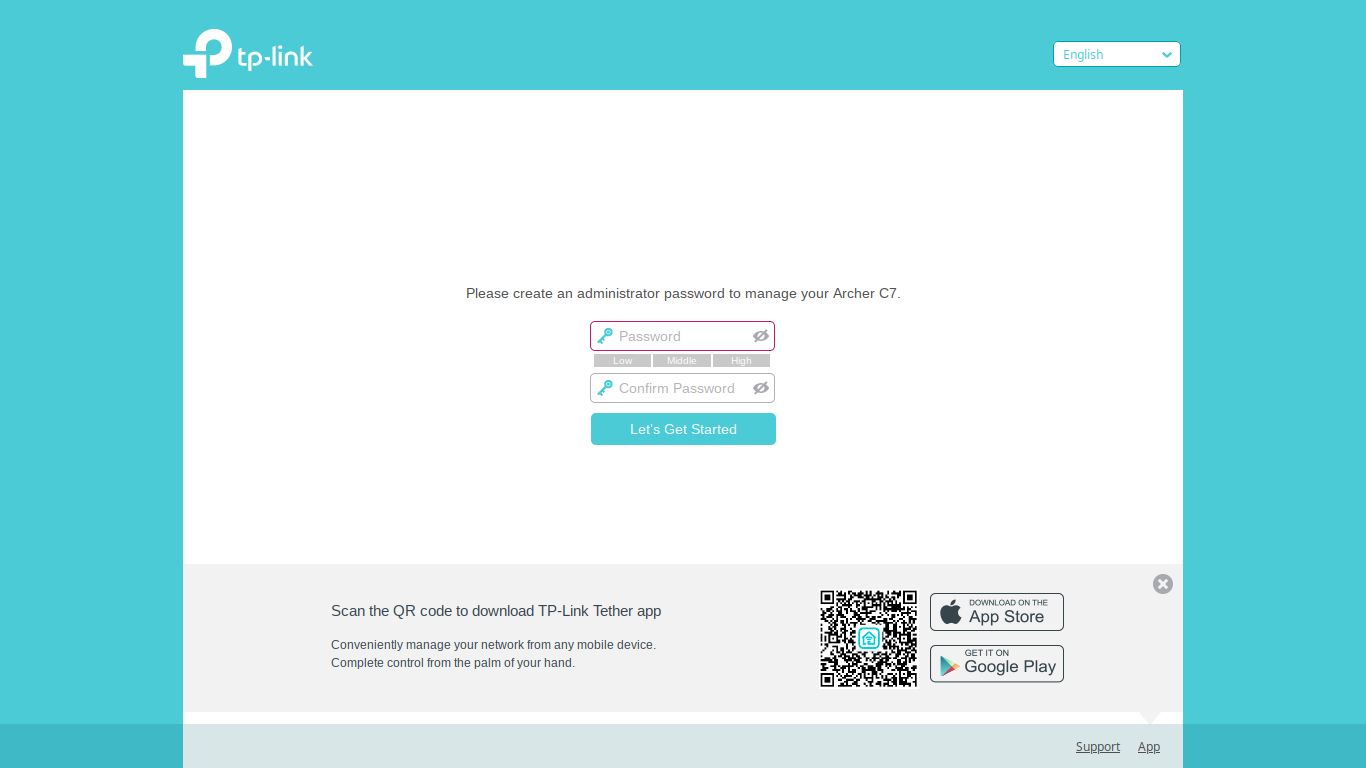 tp-link
English
Please create an administrator password to manage your Archer C7.
Password
Low Middle High
Confirm Password
Let's Get Started
Scan the QR code to download TP-Link Tether app
Conveniently manage your network from any mobile device.
Complete control from the palm of your hand.
DOWNLOAD ON THE
App Store
GET IT ON
Google Play
Support App